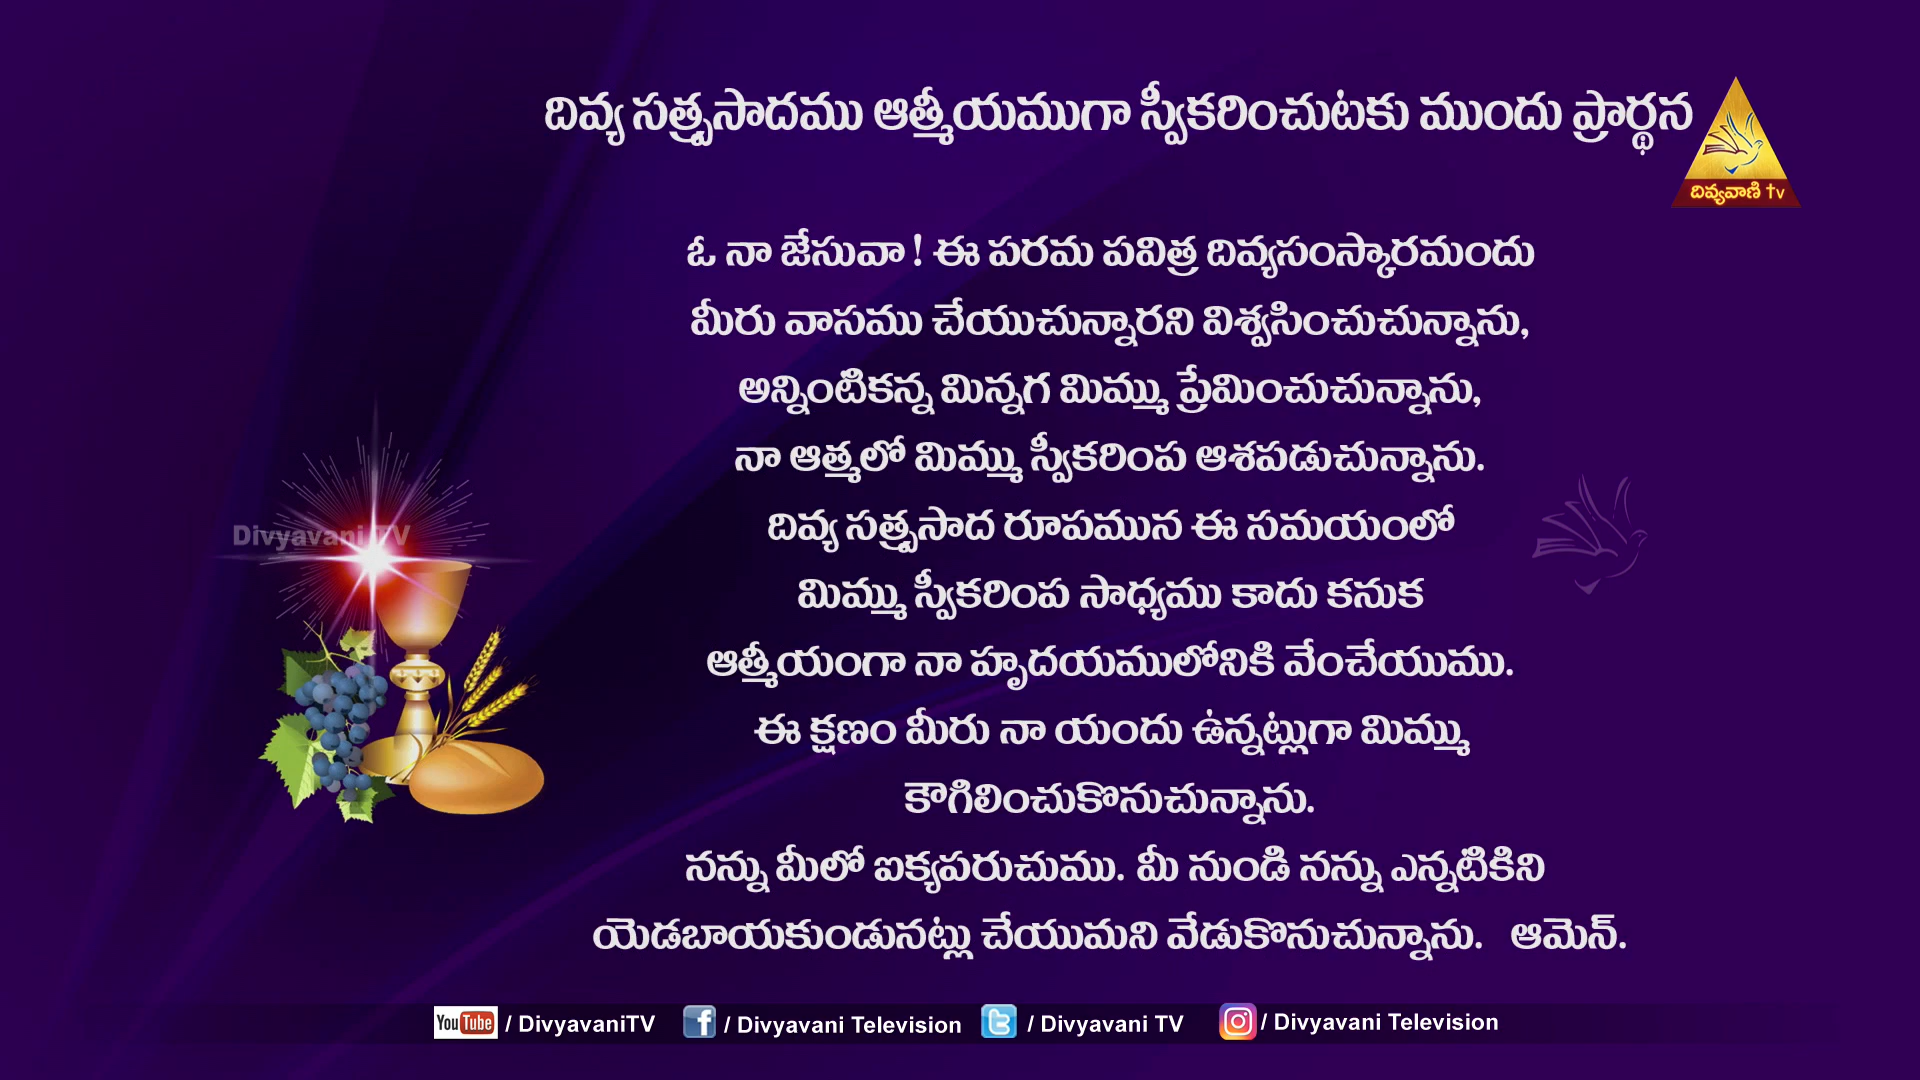 దివ్య సత్ప్రసాదము ఆత్మీయముగా స్వీకరించుటకు ముందు ప్రార్థన
దివ్యవాణి tv
ఓ నా జేసువా ! ఈ పరమ పవిత్ర దివ్యసంస్కారమందు
మీరు వాసము చేయుచున్నారని విశ్వసించుచున్నాను,
అన్నింటికన్న మిన్నగ మిమ్ము ప్రేమించుచున్నాను,
నా ఆత్మలో మిమ్ము స్వీకరింప ఆశపడుచున్నాను.
దివ్య సత్ప్రసాద రూపమున ఈ సమయంలో
మిమ్ము స్వీకరింప సాధ్యము కాదు కనుక
ఆత్మీయంగా నా హృదయములోనికి వేంచేయుము.
ఈ క్షణం మీరు నా యందు ఉన్నట్లుగా మిమ్ము
కౌగిలించుకొనుచున్నాను.
నన్ను మీలో ఐక్యపరుచుము. మీ నుండి నన్ను ఎన్నటికిని
యెడబాయకుండునట్లు చేయుమని వేడుకొనుచున్నాను. ఆమెన్.
Divyavani TV
YouTube / DivyavaniTV f / Divyavani Television / Divyavani TV / Divyavani Television